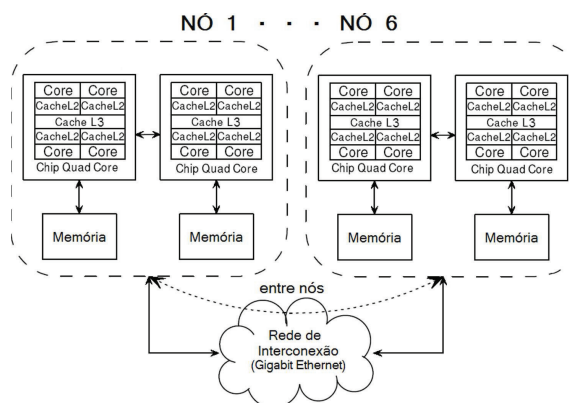 NÓ 1 · · · NÓ 6
Core Core Core Core Core Core Core Core
CacheL2 CacheL2 CacheL2 CacheL2 CacheL2 CacheL2 CacheL2 CacheL2
Cache L3 Cache L3 Cache L3 Cache L3
CacheL2 CacheL2 CacheL2 CacheL2 CacheL2 CacheL2 CacheL2 CacheL2
Core Core Core Core Core Core Core Core
Chip Quad Core Chip Quad Core Chip Quad Core Chip Quad Core
Memória Memória Memória Memória
entre nós
Rede de
Interconexão
(Gigabit Ethernet)